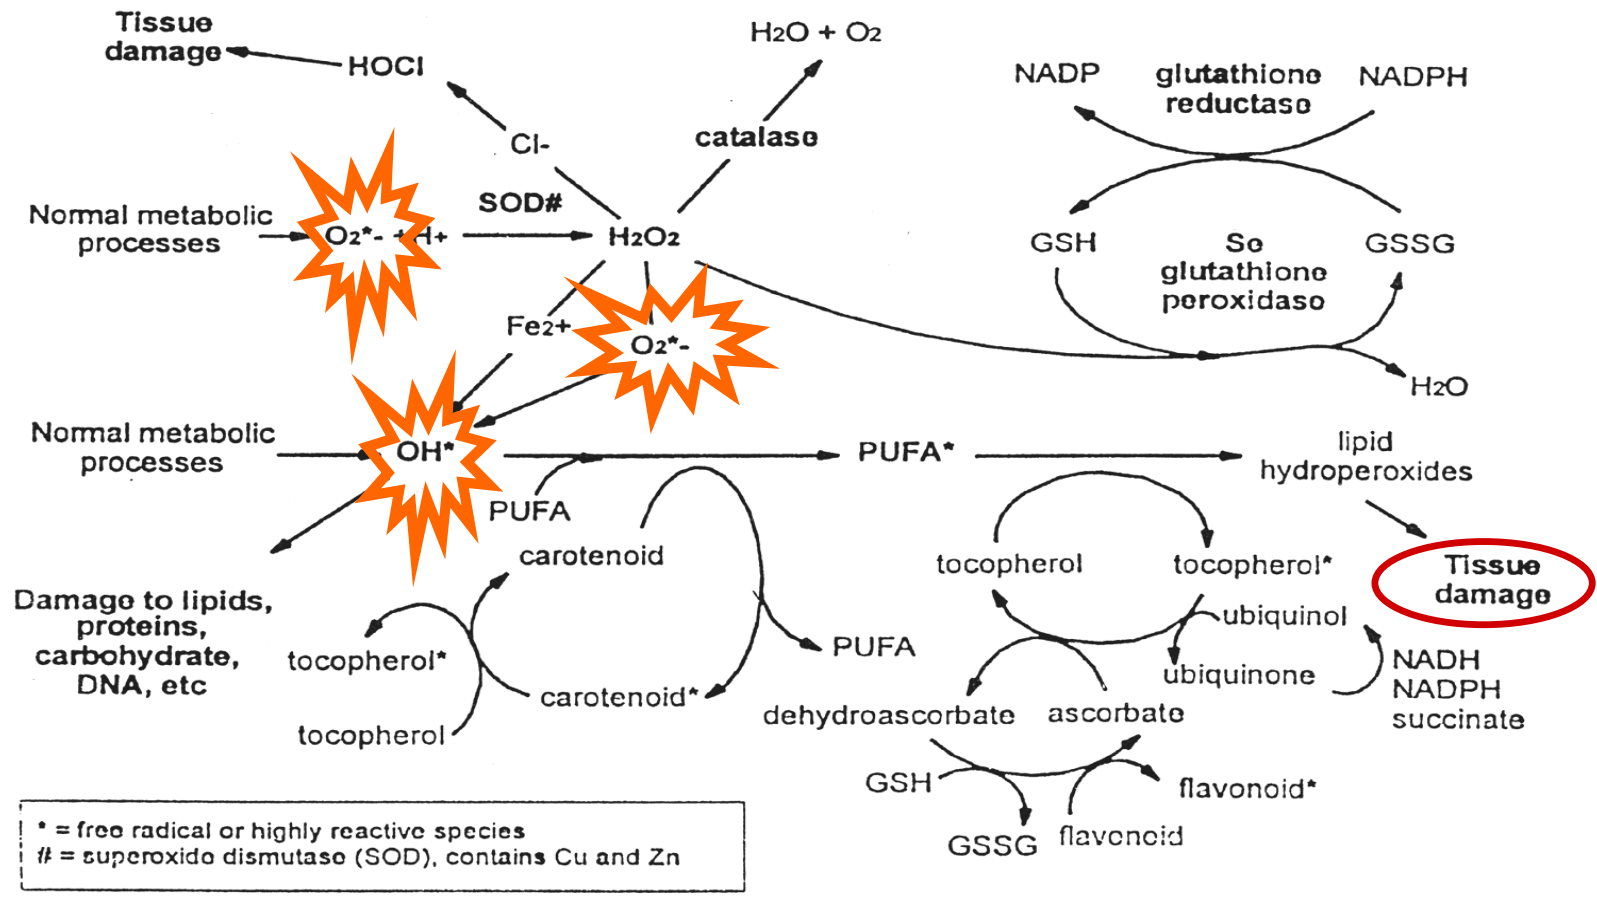 Tissue
damage
HOCl
Cl-
H2O + O2
catalase
NADP
glutathione
reductase
NADPH
SOD#
Normal metabolic
processes
O2*- +H+
H2O2
GSH
Se
glutathione
peroxidase
GSSG
Fe2+
O2*-
H2O
Normal metabolic
processes
OH*
PUFA*
lipid
hydroperoxides
PUFA
carotenoid
tocopherol
tocopherol*
Tissue
damage
Damage to lipids,
proteins,
carbohydrate,
DNA, etc
tocopherol*
PUFA
ubiquinol
ubiquinone
NADH
NADPH
succinate
carotenoid*
tocopherol
dehydroascorbate
ascorbate
GSH
flavonoid*
GSSG
flavonoid
* = free radical or highly reactive species
# = superoxide dismutase (SOD), contains Cu and Zn